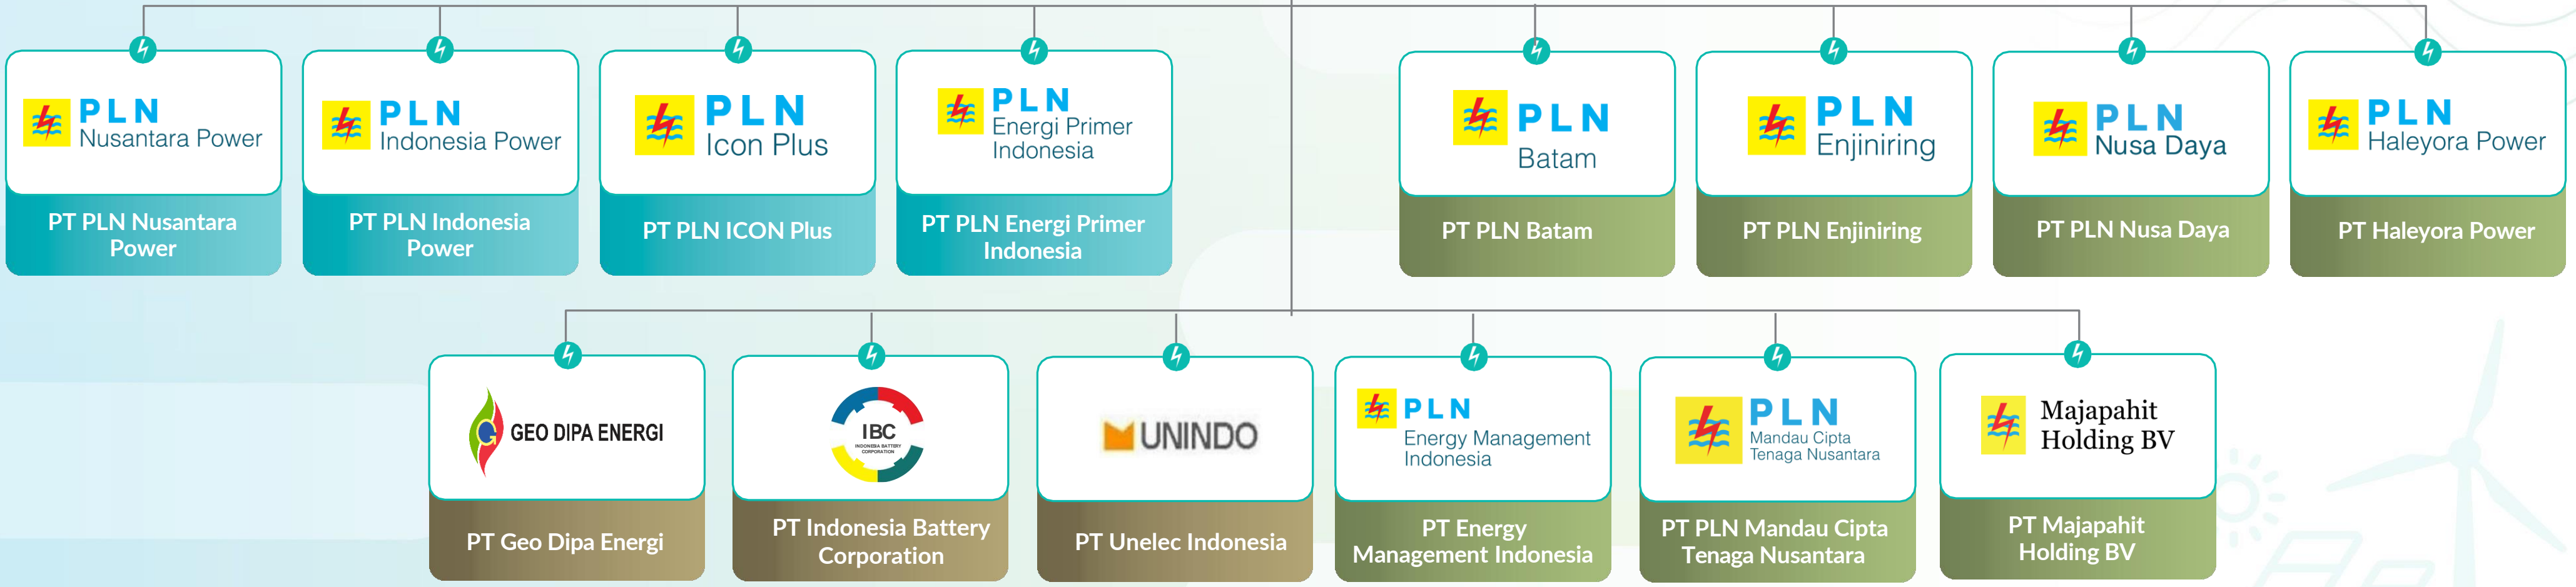 PLN
Nusantara Power
PT PLN Nusantara
Power
PLN
Indonesia Power
PT PLN Indonesia
Power
PLN
Icon Plus
PT PLN ICON Plus
PLN
Energi Primer
Indonesia
PT PLN Energi Primer
Indonesia
PLN
Batam
PT PLN Batam
PLN
Enjiniring
PT PLN Enjiniring
PLN
Nusa Daya
PT PLN Nusa Daya
PLN
Haleyora Power
PT Haleyora Power
GEO DIPA ENERGI
PT Geo Dipa Energi
IBC
INDONESIA BATTERY
CORPORATION
PT Indonesia Battery
Corporation
UNINDO
PT Unelec Indonesia
PLN
Energy Management
Indonesia
PT Energy
Management Indonesia
PLN
Mandau Cipta
Tenaga Nusantara
PT PLN Mandau Cipta
Tenaga Nusantara
Majapahit
Holding BV
PT Majapahit
Holding BV